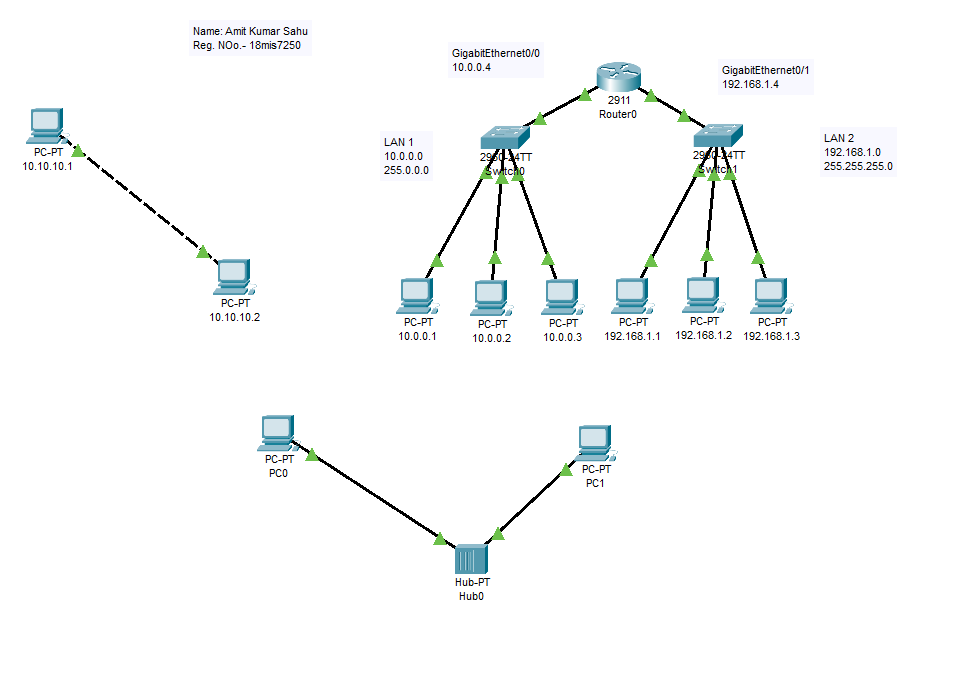 Name: Amit Kumar Sahu
Reg. NOo.- 18mis7250
GigabitEthernet0/0
10.0.0.4
GigabitEthernet0/1
192.168.1.4
2911
Router0
PC-PT
10.10.10.1
LAN 1
10.0.0.0
255.0.0.0
2960-24TT
Switch0
2960-24TT
Switch1
LAN 2
192.168.1.0
255.255.255.0
PC-PT
10.10.10.2
PC-PT
10.0.0.1
PC-PT
10.0.0.2
PC-PT
10.0.0.3
PC-PT
192.168.1.1
PC-PT
192.168.1.2
PC-PT
192.168.1.3
PC-PT
PC0
PC-PT
PC1
Hub-PT
Hub0